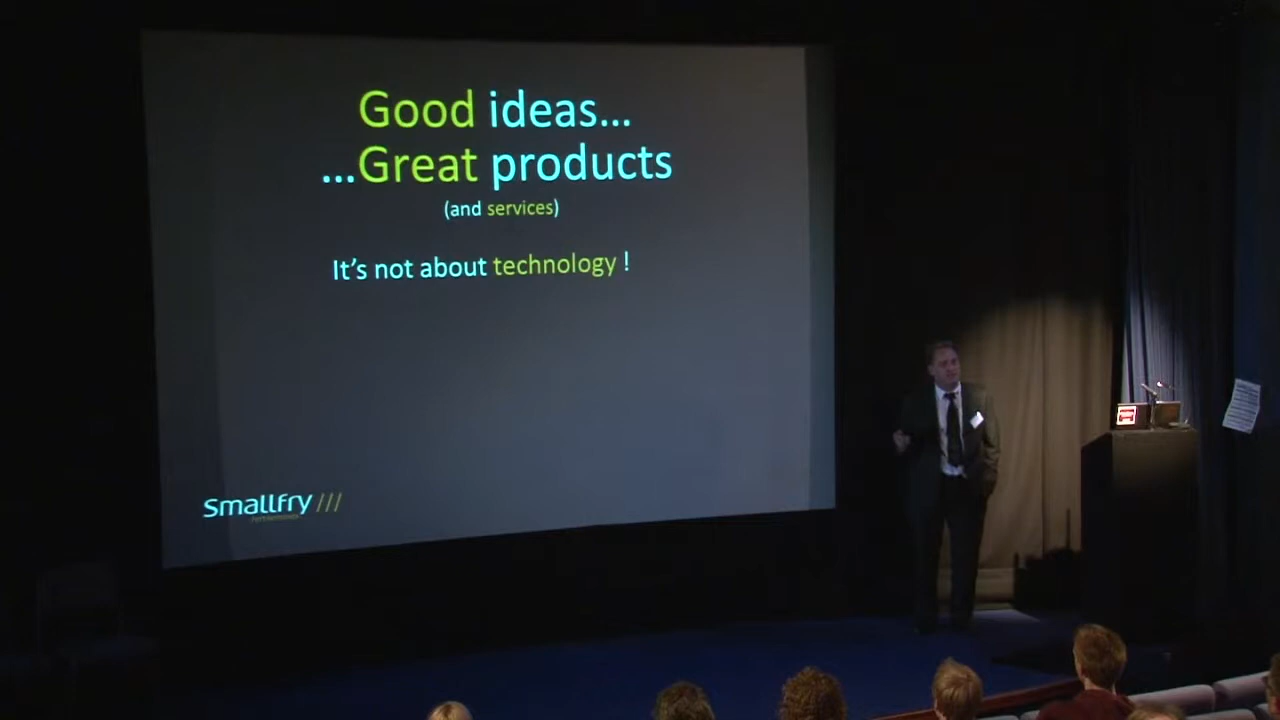 Good ideas...
...Great products
(and services)
It's not about technology !
Smallfry ///